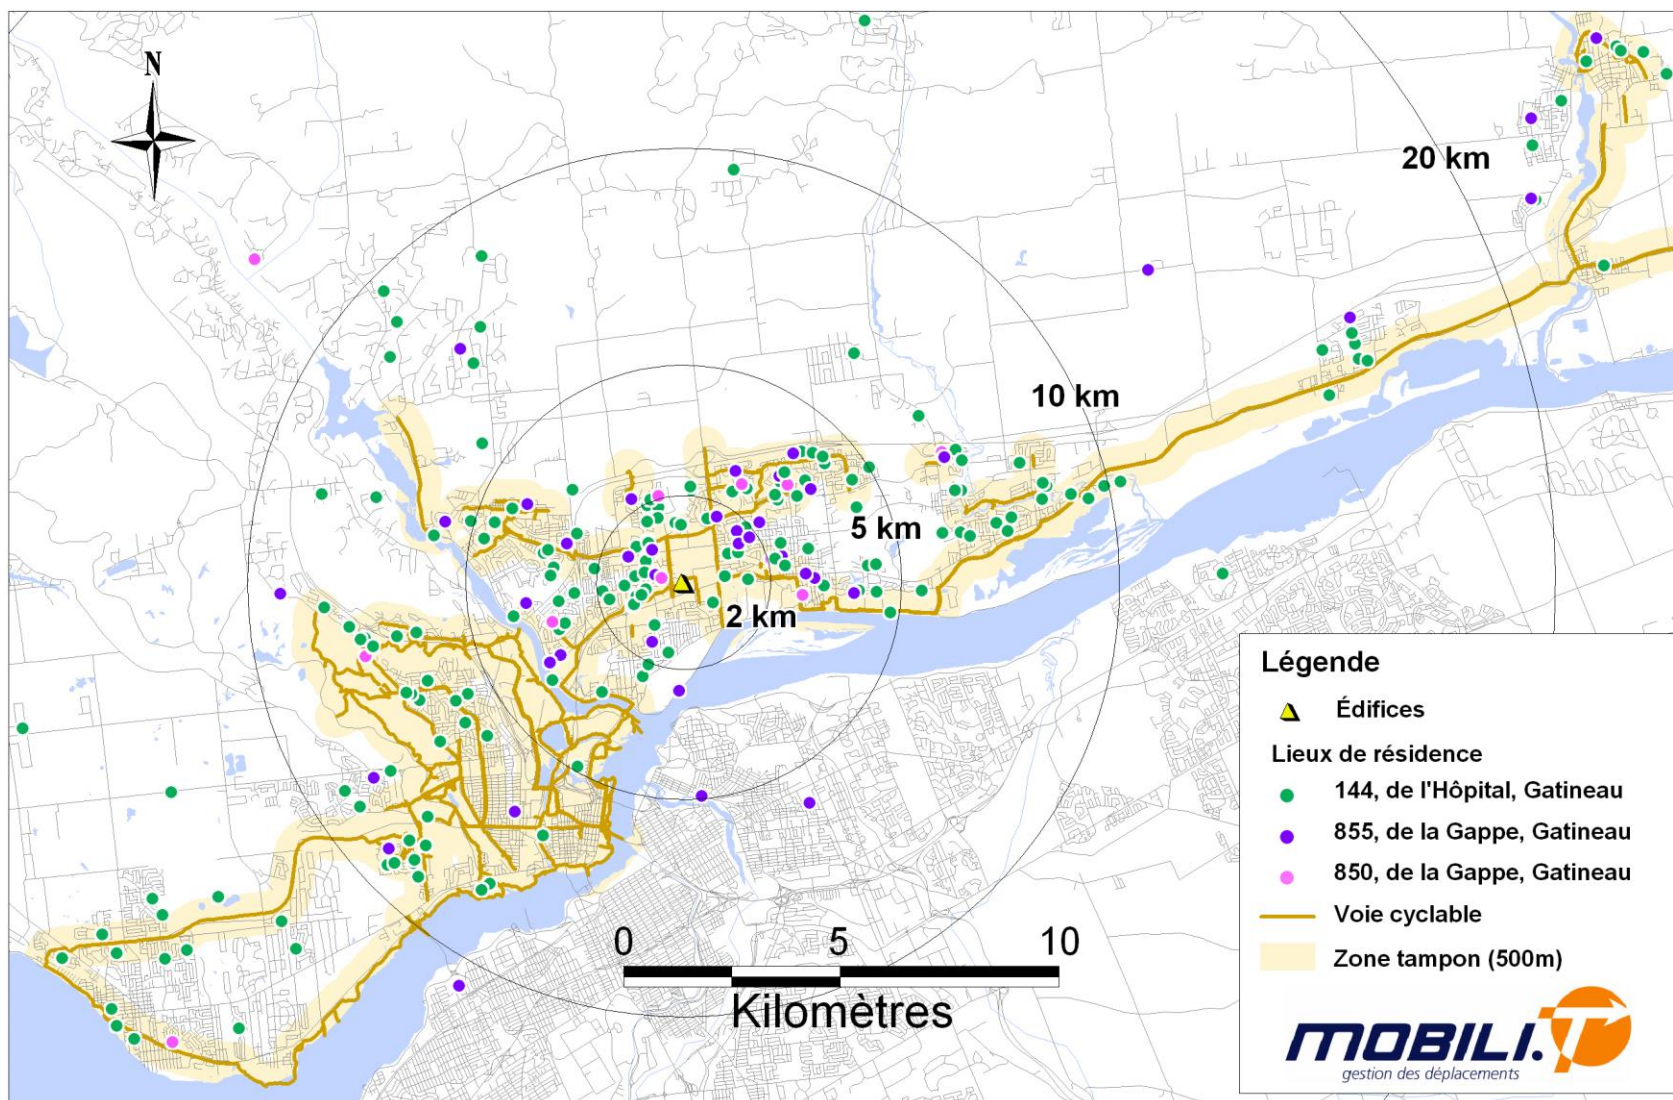 N
20 km
10 km
5 km
2 km
0 5 10
Kilomètres
Légende
Édifices
Lieux de résidence
144, de l'Hôpital, Gatineau
855, de la Gappe, Gatineau
850, de la Gappe, Gatineau
Voie cyclable
Zone tampon (500m)
MOBILI.T
gestion des déplacements